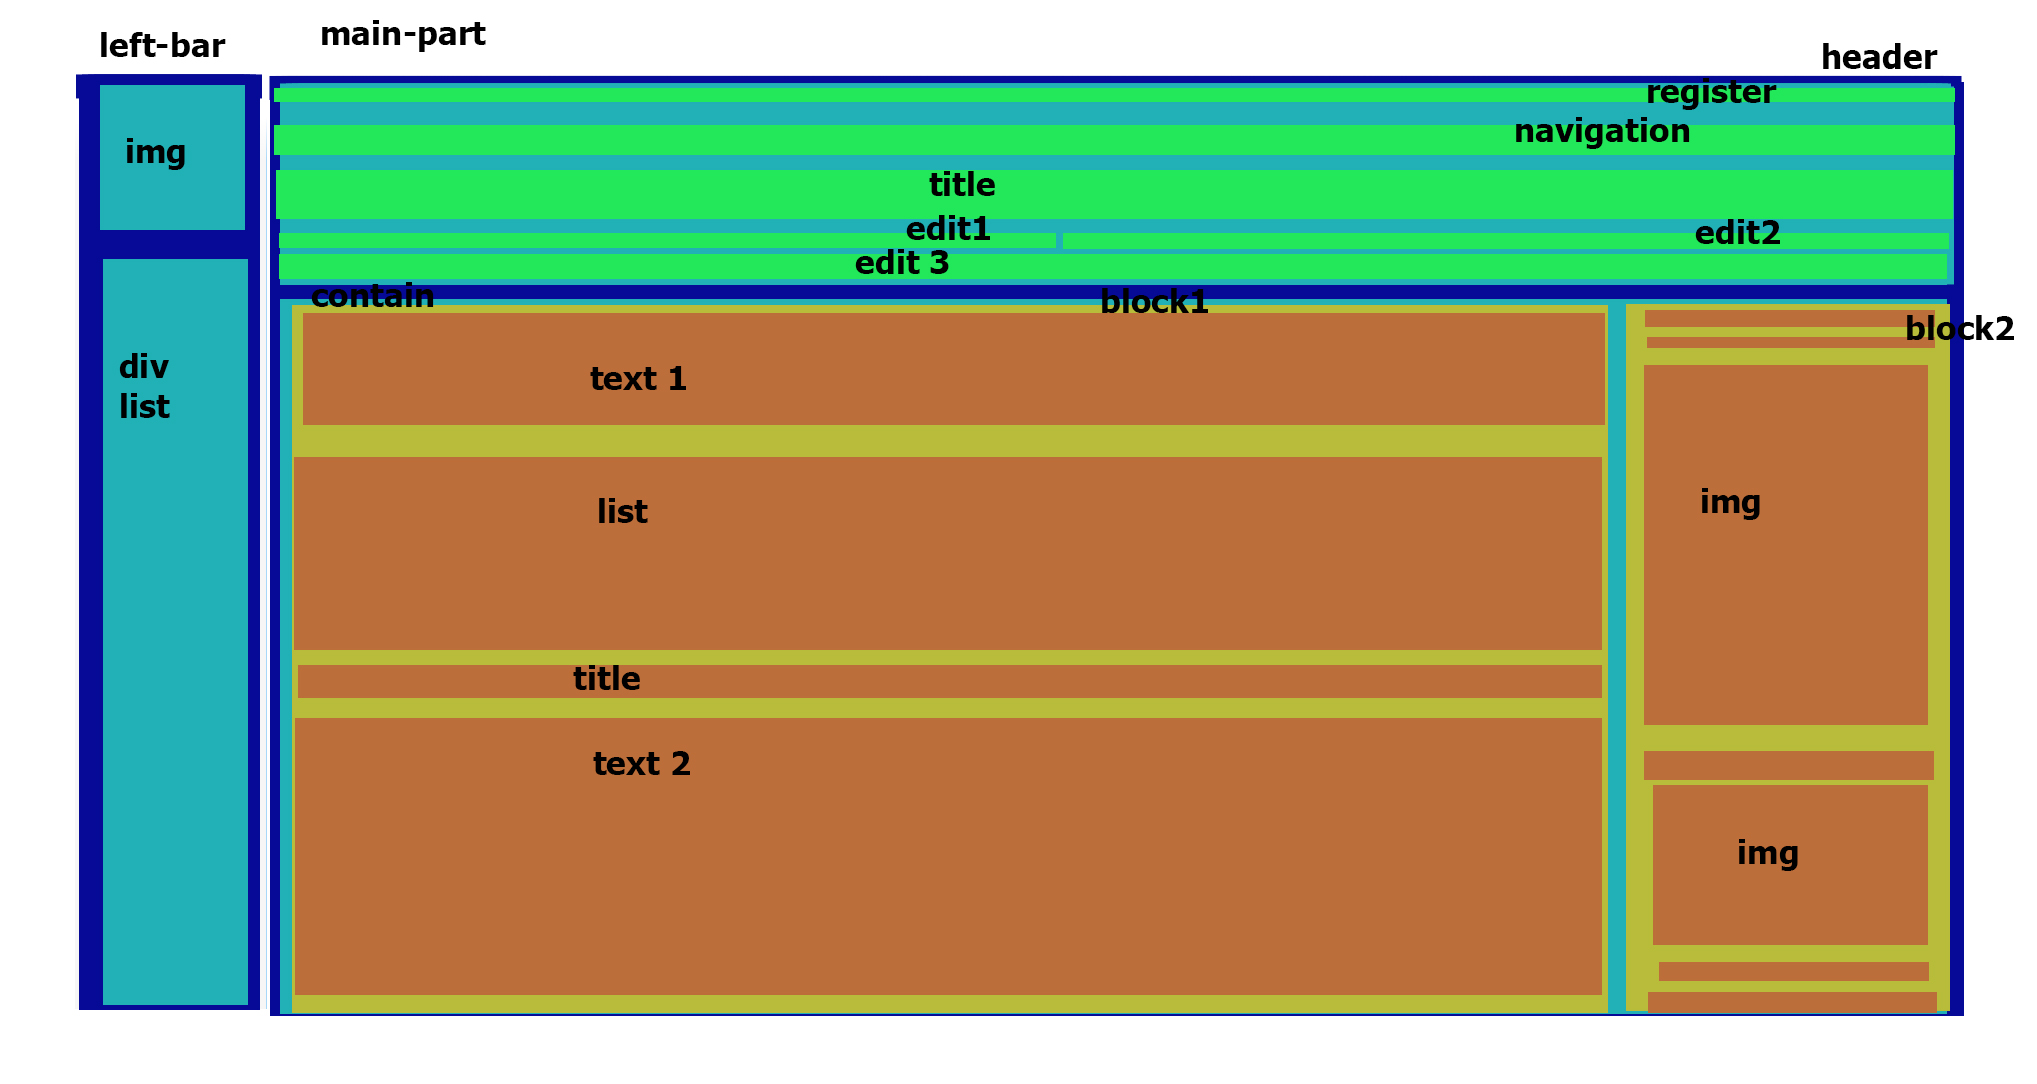 left-bar
main-part
header
img
register
navigation
title
edit1
edit2
edit 3
contain
block1
block2
div
list
text 1
list
img
title
text 2
img